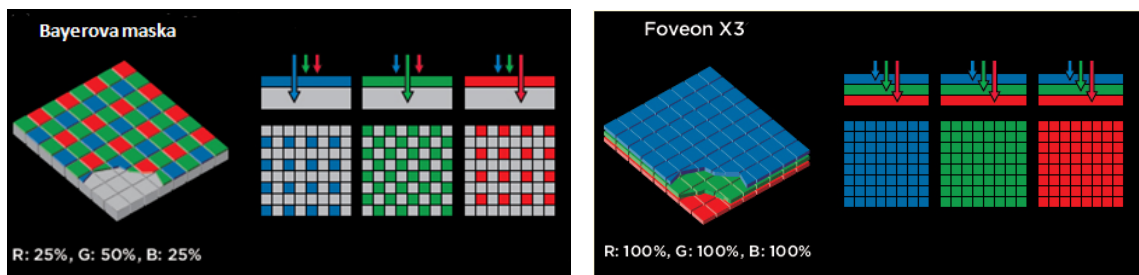 Bayerova maska
R: 25%, G: 50%, B: 25%
Foveon X3
R: 100%, G: 100%, B: 100%